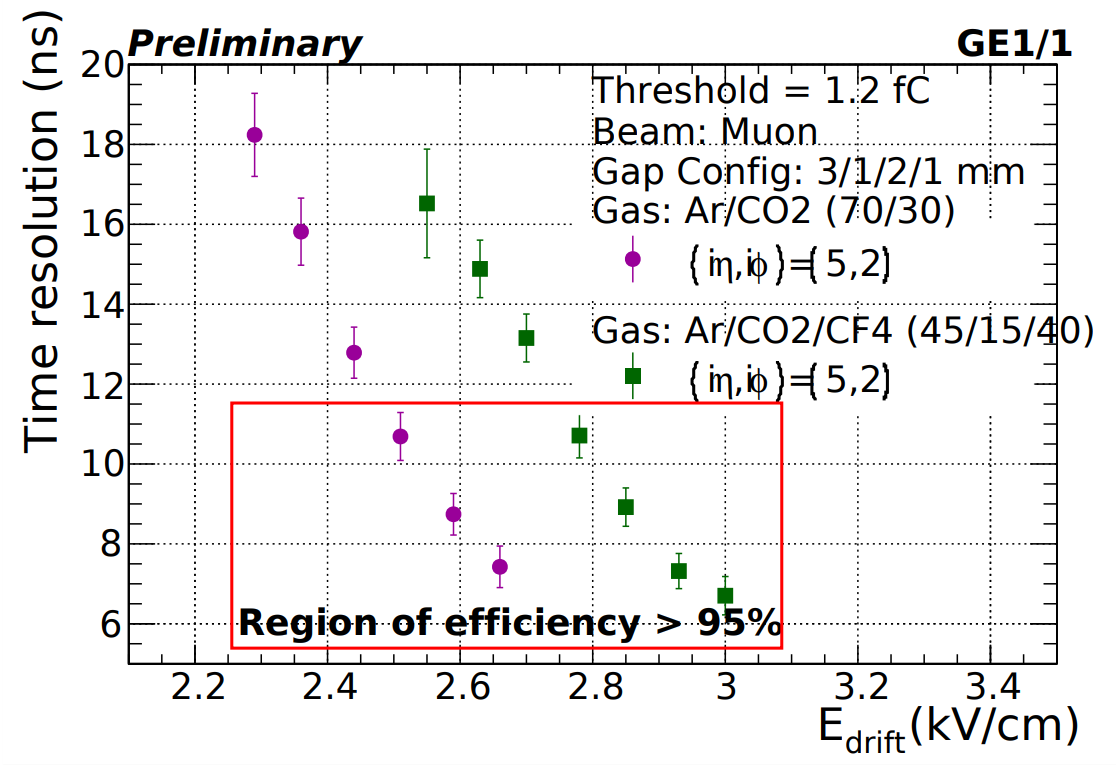 Preliminary GE1/1
Time resolution (ns)
20
18
16
14
12
10
8
6
Threshold = 1.2 fC
Beam: Muon
Gap Config: 3/1/2/1 mm
Gas: Ar/CO2 (70/30)
{iη,iϕ}={5,2}
Gas: Ar/CO2/CF4 (45/15/40)
{iη,iϕ}={5,2}
Region of efficiency > 95%
2.2 2.4 2.6 2.8 3 3.2 3.4
E_drift(kV/cm)